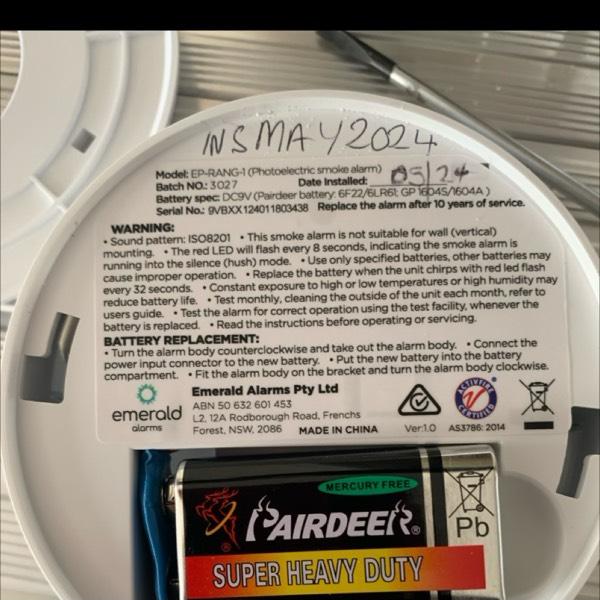 INS MAY 2024
Model: EP-RANG-1 (Photoelectric smoke alarm)
Batch NO.: 3027 Date Installed: 05/24
Battery spec: DC9V (Pairdeer battery: 6F22/6LR61; GP 1604S/1604A)
Serial No.: 9VBXX124011803438 Replace the alarm after 10 years of service.
WARNING:
• Sound pattern: ISO8201 • This smoke alarm is not suitable for wall (vertical)
mounting. • The red LED will flash every 8 seconds, indicating the smoke alarm is
running into the silence (hush) mode. • Use only specified batteries, other batteries may
cause improper operation. • Replace the battery when the unit chirps with red led flash
every 32 seconds. • Constant exposure to high or low temperatures or high humidity may
reduce battery life. • Test monthly, cleaning the outside of the unit each month, refer to
users guide. • Test the alarm for correct operation using the test facility, whenever the
battery is replaced. • Read the instructions before operating or servicing.
BATTERY REPLACEMENT:
• Turn the alarm body counterclockwise and take out the alarm body. • Connect the
power input connector to the new battery. • Put the new battery into the battery
compartment. • Fit the alarm body on the bracket and turn the alarm body clockwise.
emerald
alarms
Emerald Alarms Pty Ltd
ABN 50 632 601 453
L2, 12A Rodborough Road, Frenchs
Forest, NSW, 2086 MADE IN CHINA
ACTIVFIRE
CERTIFIED
Ver:1.0 AS3786: 2014
MERCURY FREE
PAIRDEER®
Pb
SUPER HEAVY DUTY